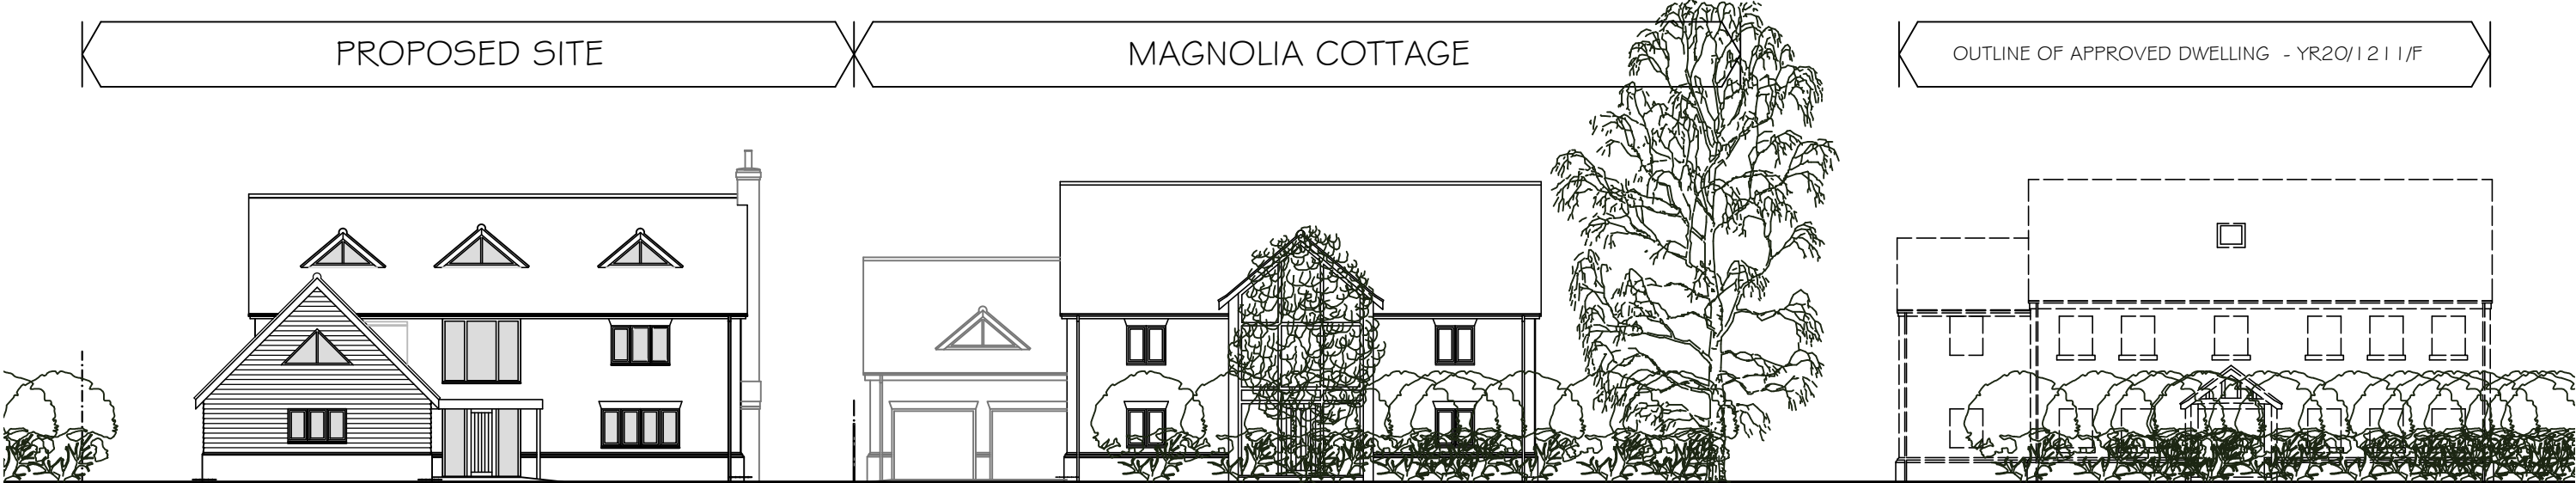 PROPOSED SITE
MAGNOLIA COTTAGE
OUTLINE OF APPROVED DWELLING - YR20/1211/F